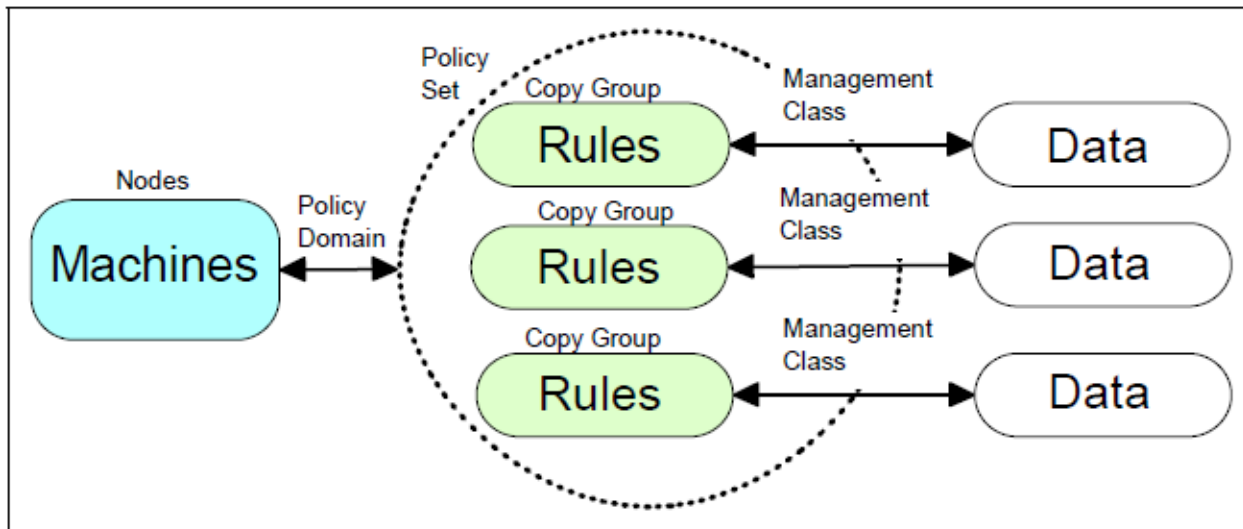 Policy
Set
Copy Group
Rules
Management
Class
Data
Nodes
Machines
Policy
Domain
Copy Group
Rules
Management
Class
Data
Copy Group
Rules
Management
Class
Data